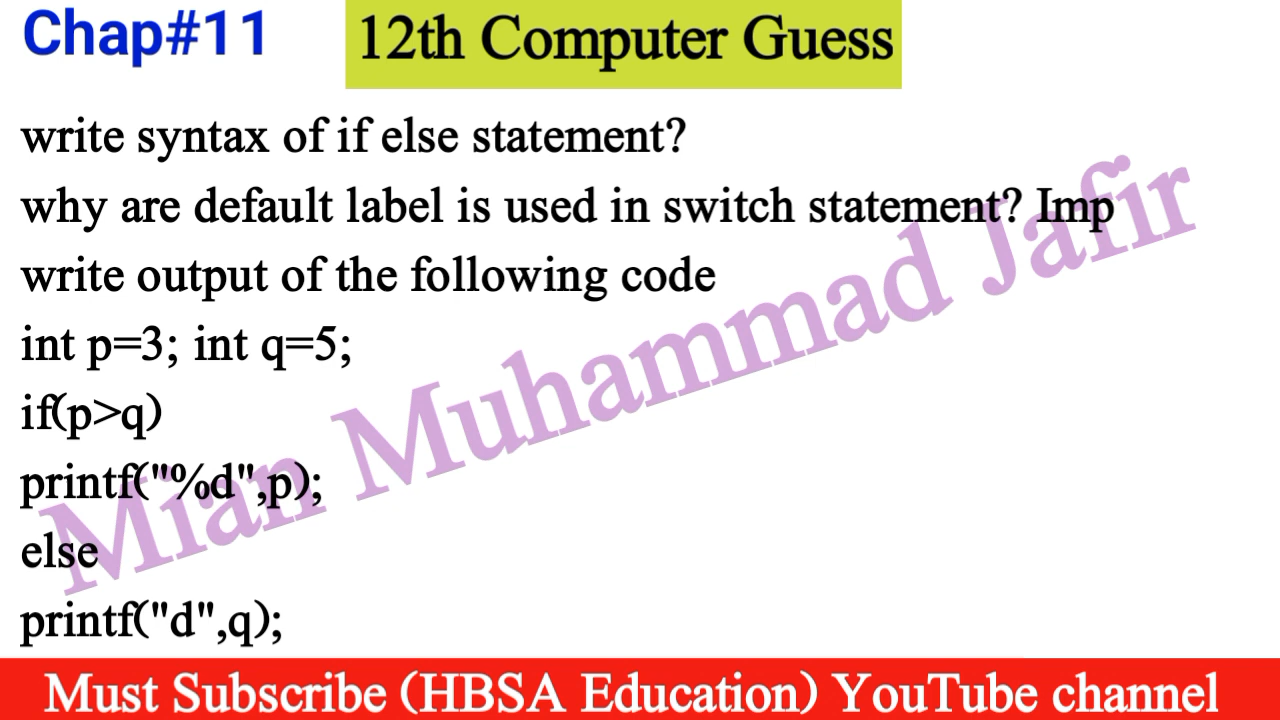 Chap#11
12th Computer Guess
write syntax of if else statement?
why are default label is used in switch statement? Imp
write output of the following code
int p=3; int q=5;
if(p>q)
printf("%d",p);
else
printf("d",q);
Mian Muhammad Jafir
Must Subscribe (HBSA Education) YouTube channel